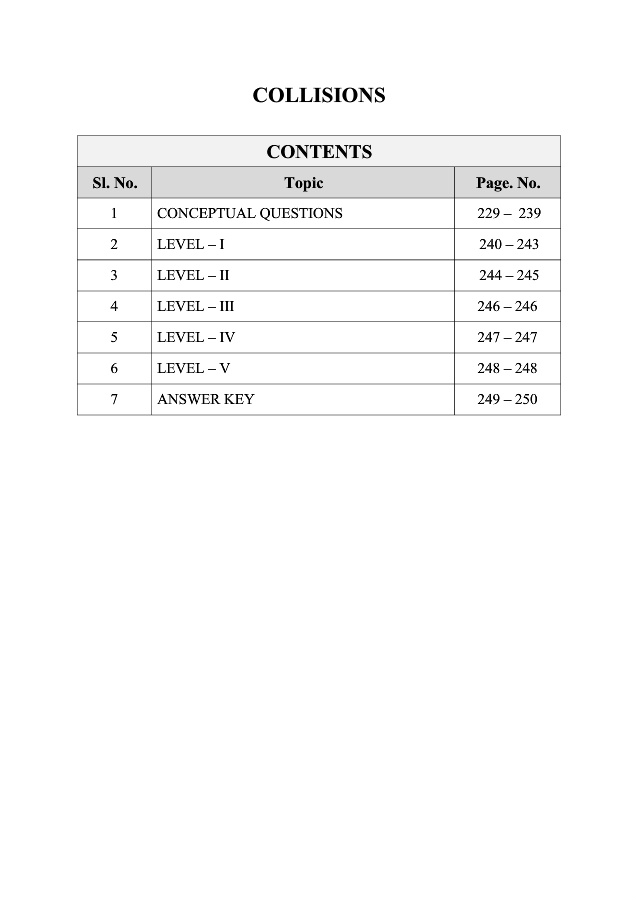 COLLISIONS
CONTENTS
Sl. No. Topic Page. No.
1 CONCEPTUAL QUESTIONS 229 – 239
2 LEVEL – I 240 – 243
3 LEVEL – II 244 – 245
4 LEVEL – III 246 – 246
5 LEVEL – IV 247 – 247
6 LEVEL – V 248 – 248
7 ANSWER KEY 249 – 250